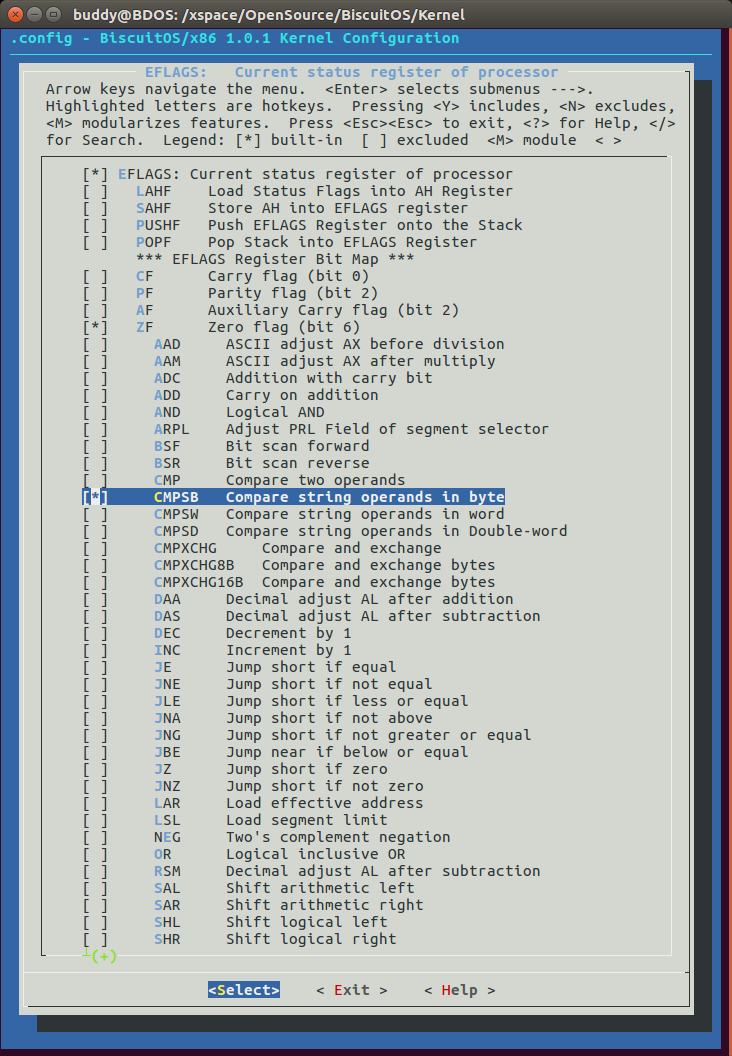 buddy@BDOS: /xspace/OpenSource/BiscuitOS/Kernel
.config - BiscuitOS/x86 1.0.1 Kernel Configuration
EFLAGS:   Current status register of processor
Arrow keys navigate the menu.  <Enter> selects submenus --->.
Highlighted letters are hotkeys.  Pressing <Y> includes, <N> excludes,
<M> modularizes features.  Press <Esc><Esc> to exit, <?> for Help, </>
for Search.  Legend: [*] built-in  [ ] excluded  <M> module  < >
[*] EFLAGS: Current status register of processor
[ ]   LAHF    Load Status Flags into AH Register
[ ]   SAHF    Store AH into EFLAGS register
[ ]   PUSHF   Push EFLAGS Register onto the Stack
[ ]   POPF    Pop Stack into EFLAGS Register
*** EFLAGS Register Bit Map ***
[ ]   CF      Carry flag (bit 0)
[ ]   PF      Parity flag (bit 2)
[ ]   AF      Auxiliary Carry flag (bit 2)
[*]   ZF      Zero flag (bit 6)
[ ]     AAD     ASCII adjust AX before division
[ ]     AAM     ASCII adjust AX after multiply
[ ]     ADC     Addition with carry bit
[ ]     ADD     Carry on addition
[ ]     AND     Logical AND
[ ]     ARPL    Adjust PRL Field of segment selector
[ ]     BSF     Bit scan forward
[ ]     BSR     Bit scan reverse
[ ]     CMP     Compare two operands
[*]     CMPSB   Compare string operands in byte
[ ]     CMPSW   Compare string operands in word
[ ]     CMPSD   Compare string operands in Double-word
[ ]     CMPXCHG     Compare and exchange
[ ]     CMPXCHG8B   Compare and exchange bytes
[ ]     CMPXCHG16B  Compare and exchange bytes
[ ]     DAA     Decimal adjust AL after addition
[ ]     DAS     Decimal adjust AL after subtraction
[ ]     DEC     Decrement by 1
[ ]     INC     Increment by 1
[ ]     JE      Jump short if equal
[ ]     JNE     Jump short if not equal
[ ]     JLE     Jump short if less or equal
[ ]     JNA     Jump short if not above
[ ]     JNG     Jump short if not greater or equal
[ ]     JBE     Jump near if below or equal
[ ]     JZ      Jump short if zero
[ ]     JNZ     Jump short if not zero
[ ]     LAR     Load effective address
[ ]     LSL     Load segment limit
[ ]     NEG     Two's complement negation
[ ]     OR      Logical inclusive OR
[ ]     RSM     Decimal adjust AL after subtraction
[ ]     SAL     Shift arithmetic left
[ ]     SAR     Shift arithmetic right
[ ]     SHL     Shift logical left
[ ]     SHR     Shift logical right
┴(+)
<Select>    < Exit >    < Help >